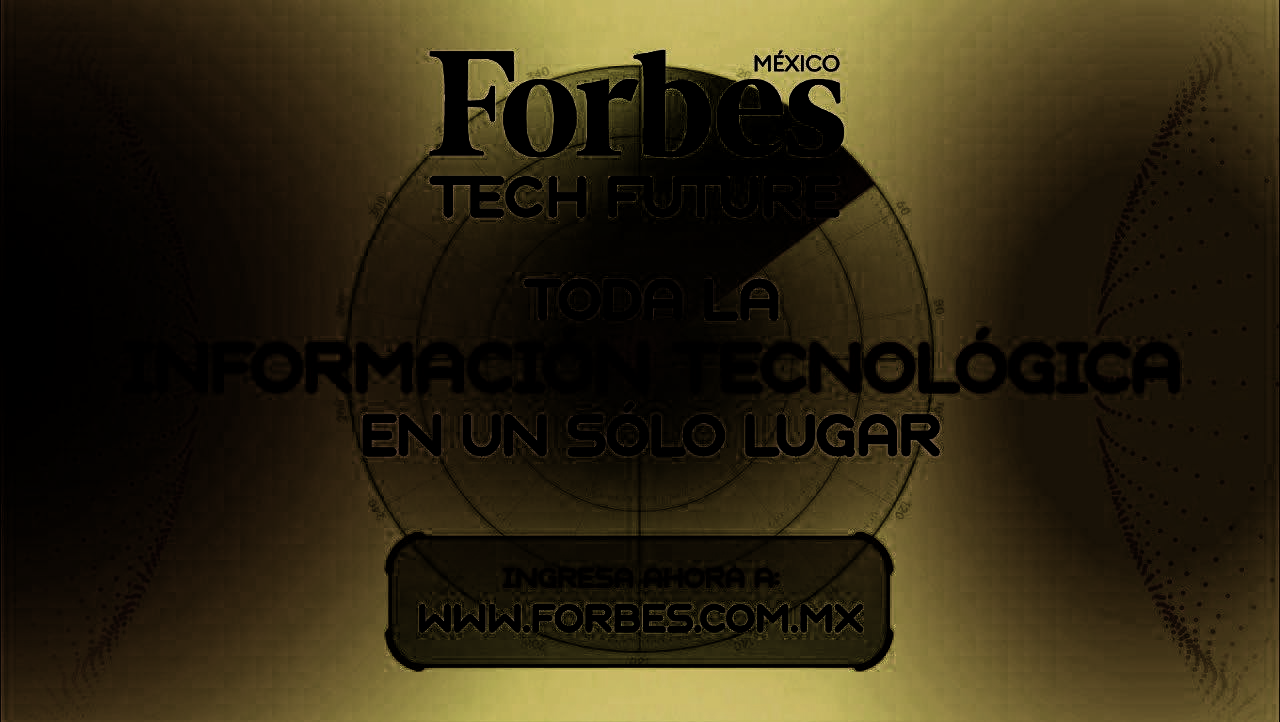 Forbes
MÉXICO
TECH FUTURE
TODA LA
INFORMACIÓN TECNOLÓGICA
EN UN SÓLO LUGAR
INGRESA AHORA A:
WWW.FORBES.COM.MX